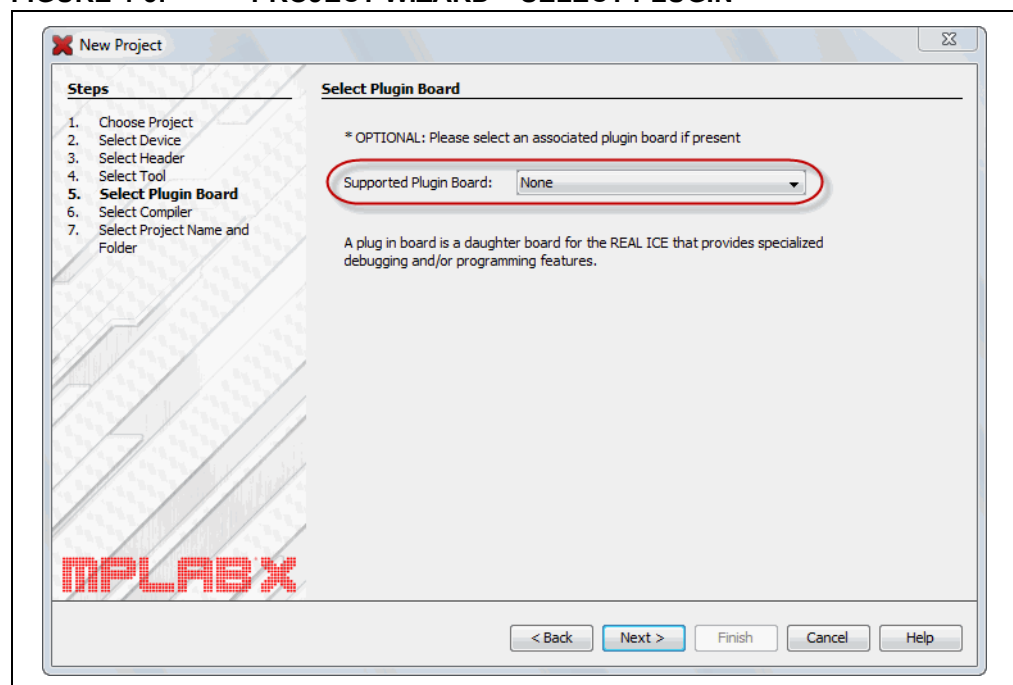 New Project
Steps
1. Choose Project
2. Select Device
3. Select Header
4. Select Tool
5. Select Plugin Board
6. Select Compiler
7. Select Project Name and
Folder
Select Plugin Board
* OPTIONAL: Please select an associated plugin board if present
Supported Plugin Board: None
A plug in board is a daughter board for the REAL ICE that provides specialized
debugging and/or programming features.
MPLAB X
< Back Next > Finish Cancel Help